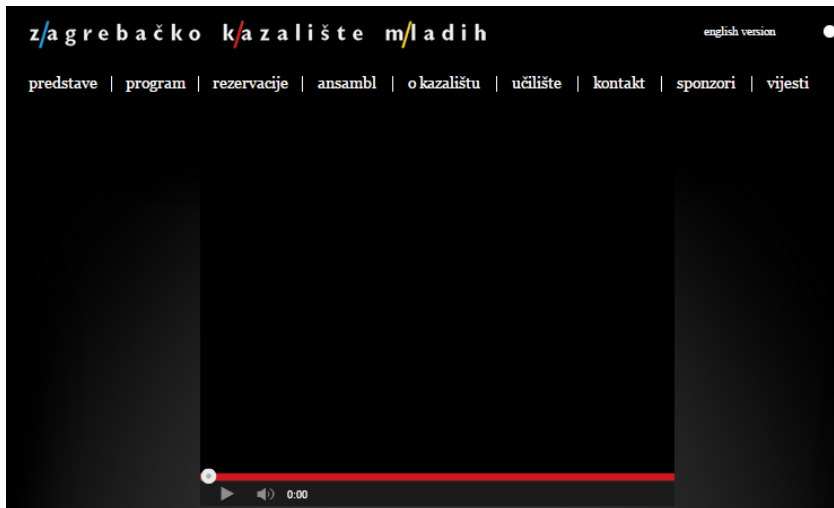 z/agrebačko k/azalište m/ladih
english version
predstave | program | rezervacije | ansambl | o kazalištu | učilište | kontakt | sponzori | vijesti
0:00